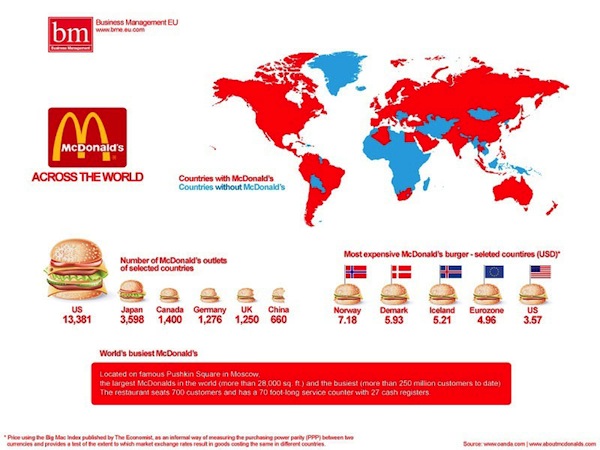 bm
Business Management
Business Management EU
www.bme.eu.com
McDonald's
ACROSS THE WORLD
Countries with McDonald's
Countries without McDonald's
Number of McDonald's outlets
of selected countries
US
13,381
Japan
3,598
Canada
1,400
Germany
1,276
UK
1,250
China
660
Most expensive McDonald's burger - seleted countires (USD)*
Norway
7.18
Demark
5.93
Iceland
5.21
Eurozone
4.96
US
3.57
World's busiest McDonald's
Located on famous Pushkin Square in Moscow,
the largest McDonalds in the world (more than 28,000 sq. ft.) and the busiest (more than 250 million customers to date)
The restaurant seats 700 customers and has a 70 foot-long service counter with 27 cash registers.
* Price using the Big Mac Index published by The Economist, as an informal way of measuring the purchasing power parity (PPP) between two
currencies and provides a test of the extent to which market exchange rates result in goods costing the same in different countries.
Source: www.oanda.com | www.aboutmcdonalds.com